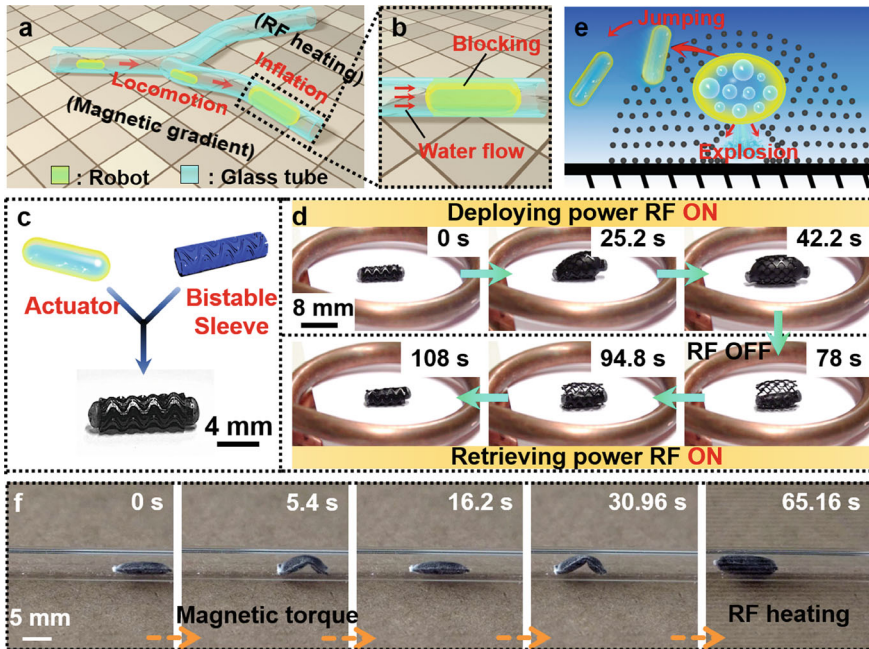 a
(RF heating)
Locomotion
Inflation
(Magnetic gradient)
: Robot
: Glass tube
b
Blocking
Water flow
e
Jumping
Explosion
c
Actuator
Bistable
Sleeve
4 mm
d
Deploying power RF ON
0 s
25.2 s
42.2 s
8 mm
RF OFF
108 s
94.8 s
78 s
Retrieving power RF ON
f
0 s
5.4 s
16.2 s
30.96 s
65.16 s
Magnetic torque
RF heating
5 mm